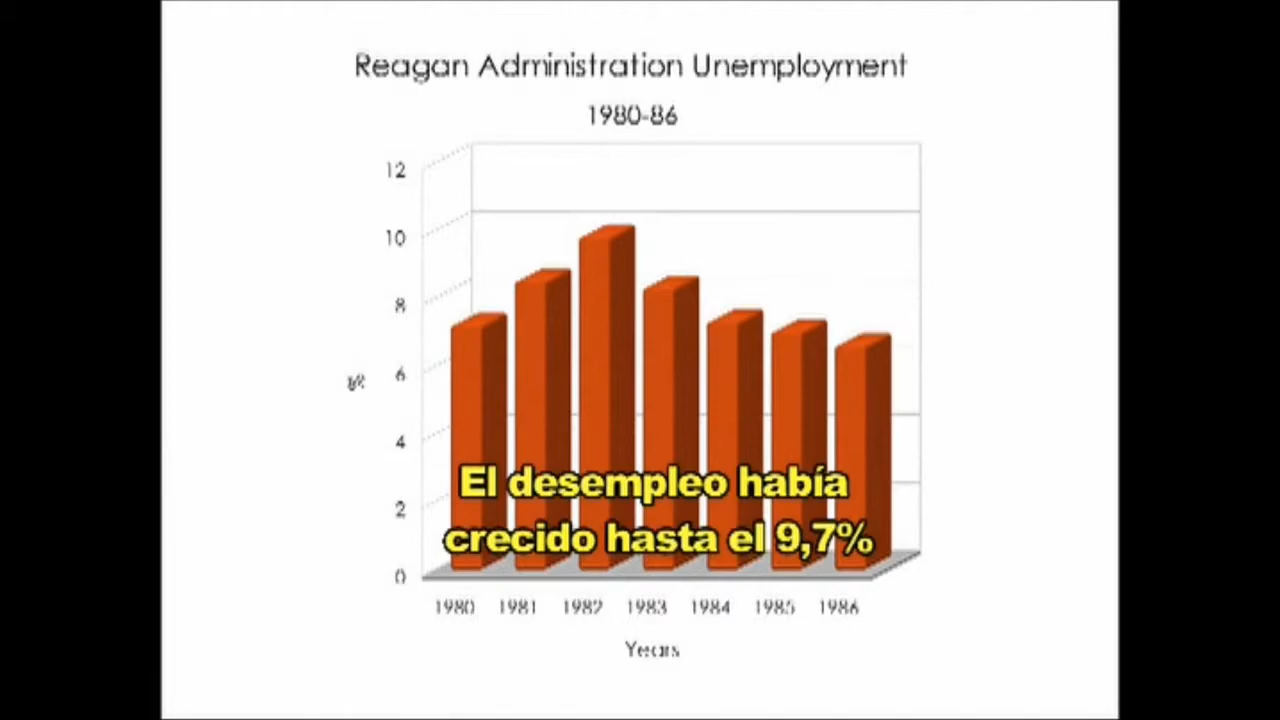 Reagan Administration Unemployment
1980-86
12
10
8
%
6
4
2
0
El desempleo había
crecido hasta el 9,7%
1980 1981 1982 1983 1984 1985 1986
Years